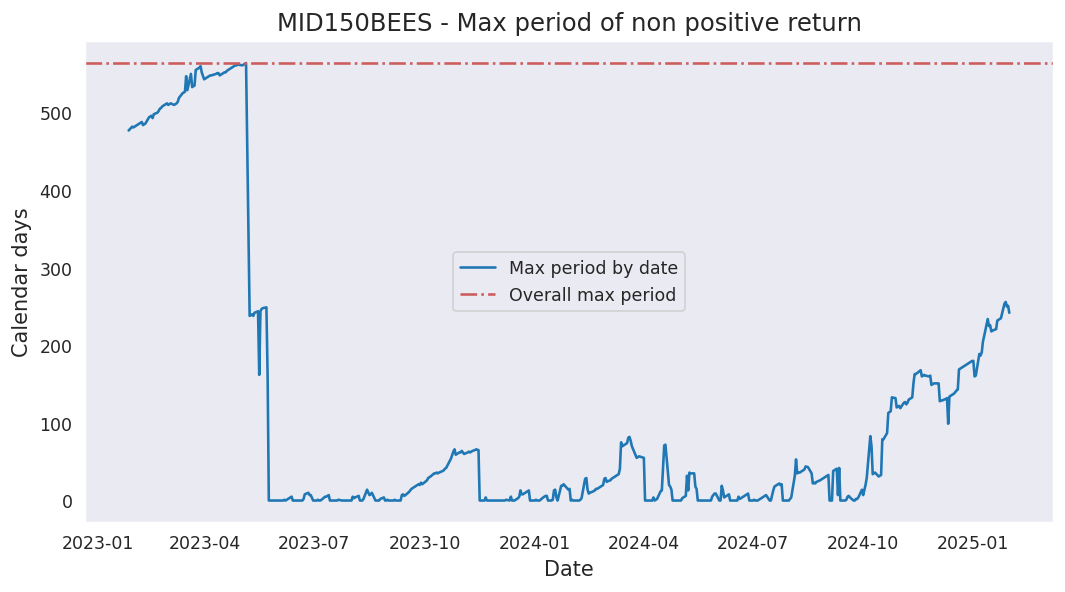 MID150BEES - Max period of non positive return
Calendar days
500
400
300
200
100
0
Max period by date
Overall max period
2023-01 2023-04 2023-07 2023-10 2024-01 2024-04 2024-07 2024-10 2025-01
Date